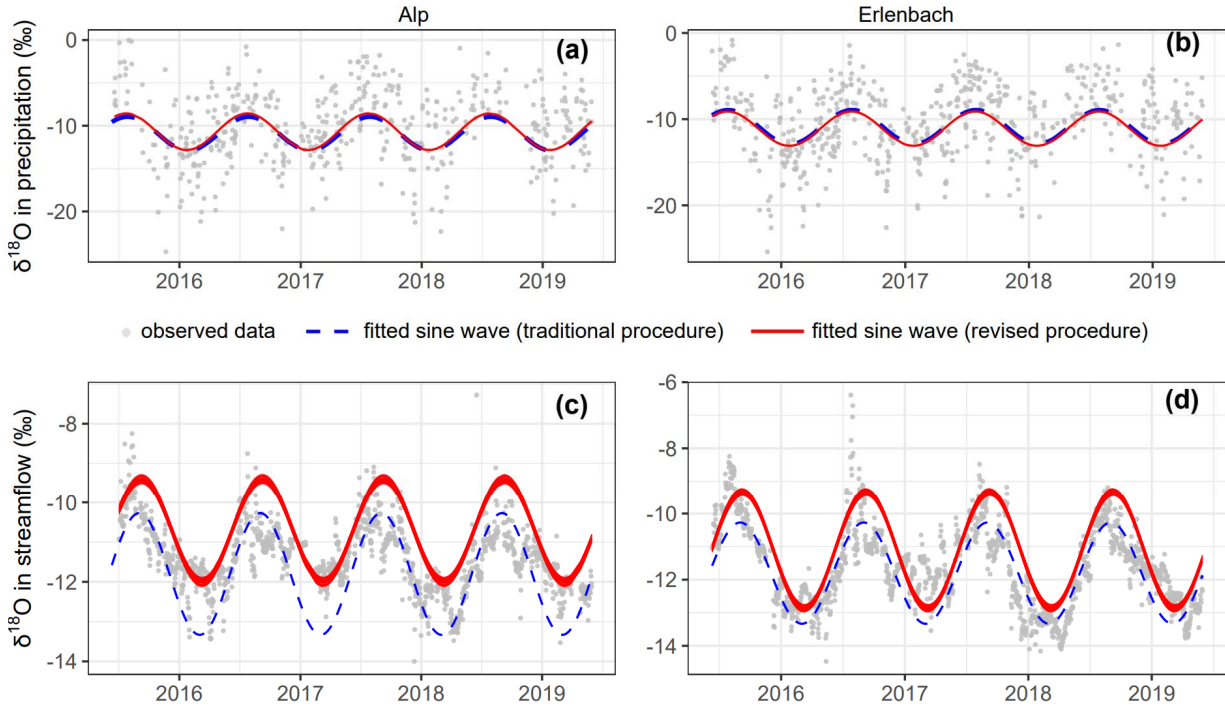 Alp
Erlenbach
δ¹⁸O in precipitation (‰)
(a)
0
-10
-20
2016 2017 2018 2019
(b)
0
-10
-20
2016 2017 2018 2019
observed data fitted sine wave (traditional procedure) fitted sine wave (revised procedure)
δ¹⁸O in streamflow (‰)
(c)
-8
-10
-12
-14
2016 2017 2018 2019
(d)
-6
-8
-10
-12
-14
2016 2017 2018 2019